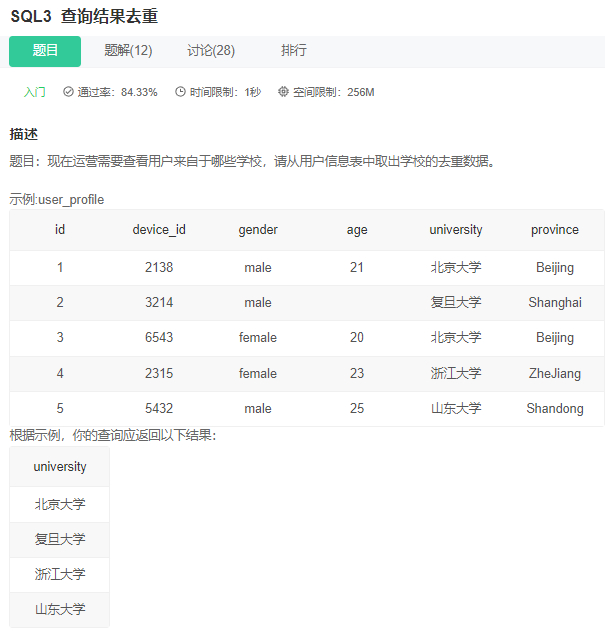 SQL3 查询结果去重
题目 题解(12) 讨论(28) 排行
入门 通过率：84.33% 时间限制：1秒 空间限制：256M
描述
题目：现在运营需要查看用户来自于哪些学校，请从用户信息表中取出学校的去重数据。
示例:user_profile
id device_id gender age university province
1 2138 male 21 北京大学 Beijing
2 3214 male 复旦大学 Shanghai
3 6543 female 20 北京大学 Beijing
4 2315 female 23 浙江大学 ZheJiang
5 5432 male 25 山东大学 Shandong
根据示例，你的查询应返回以下结果：
university
北京大学
复旦大学
浙江大学
山东大学